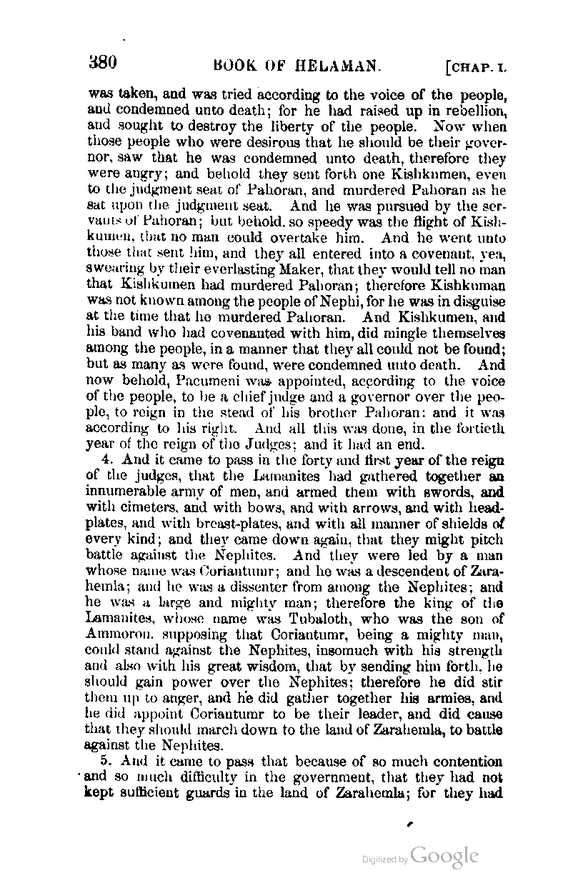 380 BOOK OF HELAMAN. [CHAP. I.
was taken, and was tried according to the voice of the people,
and condemned unto death; for he had raised up in rebellion,
and sought to destroy the liberty of the people. Now when
those people who were desirous that he should be their gover-
nor, saw that he was condemned unto death, therefore they
were angry; and behold they sent forth one Kishkumen, even
to the judgment seat of Pahoran, and murdered Pahoran as he
sat upon the judgment seat. And he was pursued by the ser-
vants of Pahoran; but behold. so speedy was the flight of Kish-
kumen, that no man could overtake him. And he went unto
those that sent him, and they all entered into a covenant, yea,
swearing by their everlasting Maker, that they would tell no man
that Kishkumen had murdered Pahoran; therefore Kishkuman
was not known among the people of Nephi, for he was in disguise
at the time that he murdered Pahoran. And Kishkumen, and
his band who had covenanted with him, did mingle themselves
among the people, in a manner that they all could not be found;
but as many as were found, were condemned unto death. And
now behold, Pacumeni was appointed, according to the voice
of the people, to be a chief judge and a governor over the peo-
ple, to reign in the stead of his brother Pahoran: and it was
according to his right. And all this was done, in the fortieth
year of the reign of the Judges; and it had an end.
4. And it came to pass in the forty and first year of the reign
of the judges, that the Lamanites had gathered together an
innumerable army of men, and armed them with swords, and
with cimeters, and with bows, and with arrows, and with head-
plates, and with breast-plates, and with all manner of shields of
every kind; and they came down again, that they might pitch
battle against the Nephites. And they were led by a man
whose name was Coriantumr; and he was a descendent of Zara-
hemla; and he was a dissenter from among the Nephites; and
he was a large and mighty man; therefore the king of the
Lamanites, whose name was Tubaloth, who was the son of
Ammoron. supposing that Coriantumr, being a mighty man,
could stand against the Nephites, insomuch with his strength
and also with his great wisdom, that by sending him forth. he
should gain power over the Nephites; therefore he did stir
them up to anger, and he did gather together his armies, and
he did appoint Coriantumr to be their leader, and did cause
that they should march down to the land of Zarahemla, to battle
against the Nephites.
5. And it came to pass that because of so much contention
and so much difficulty in the government, that they had not
kept sufficient guards in the land of Zarahemla; for they had
Digitized by Google